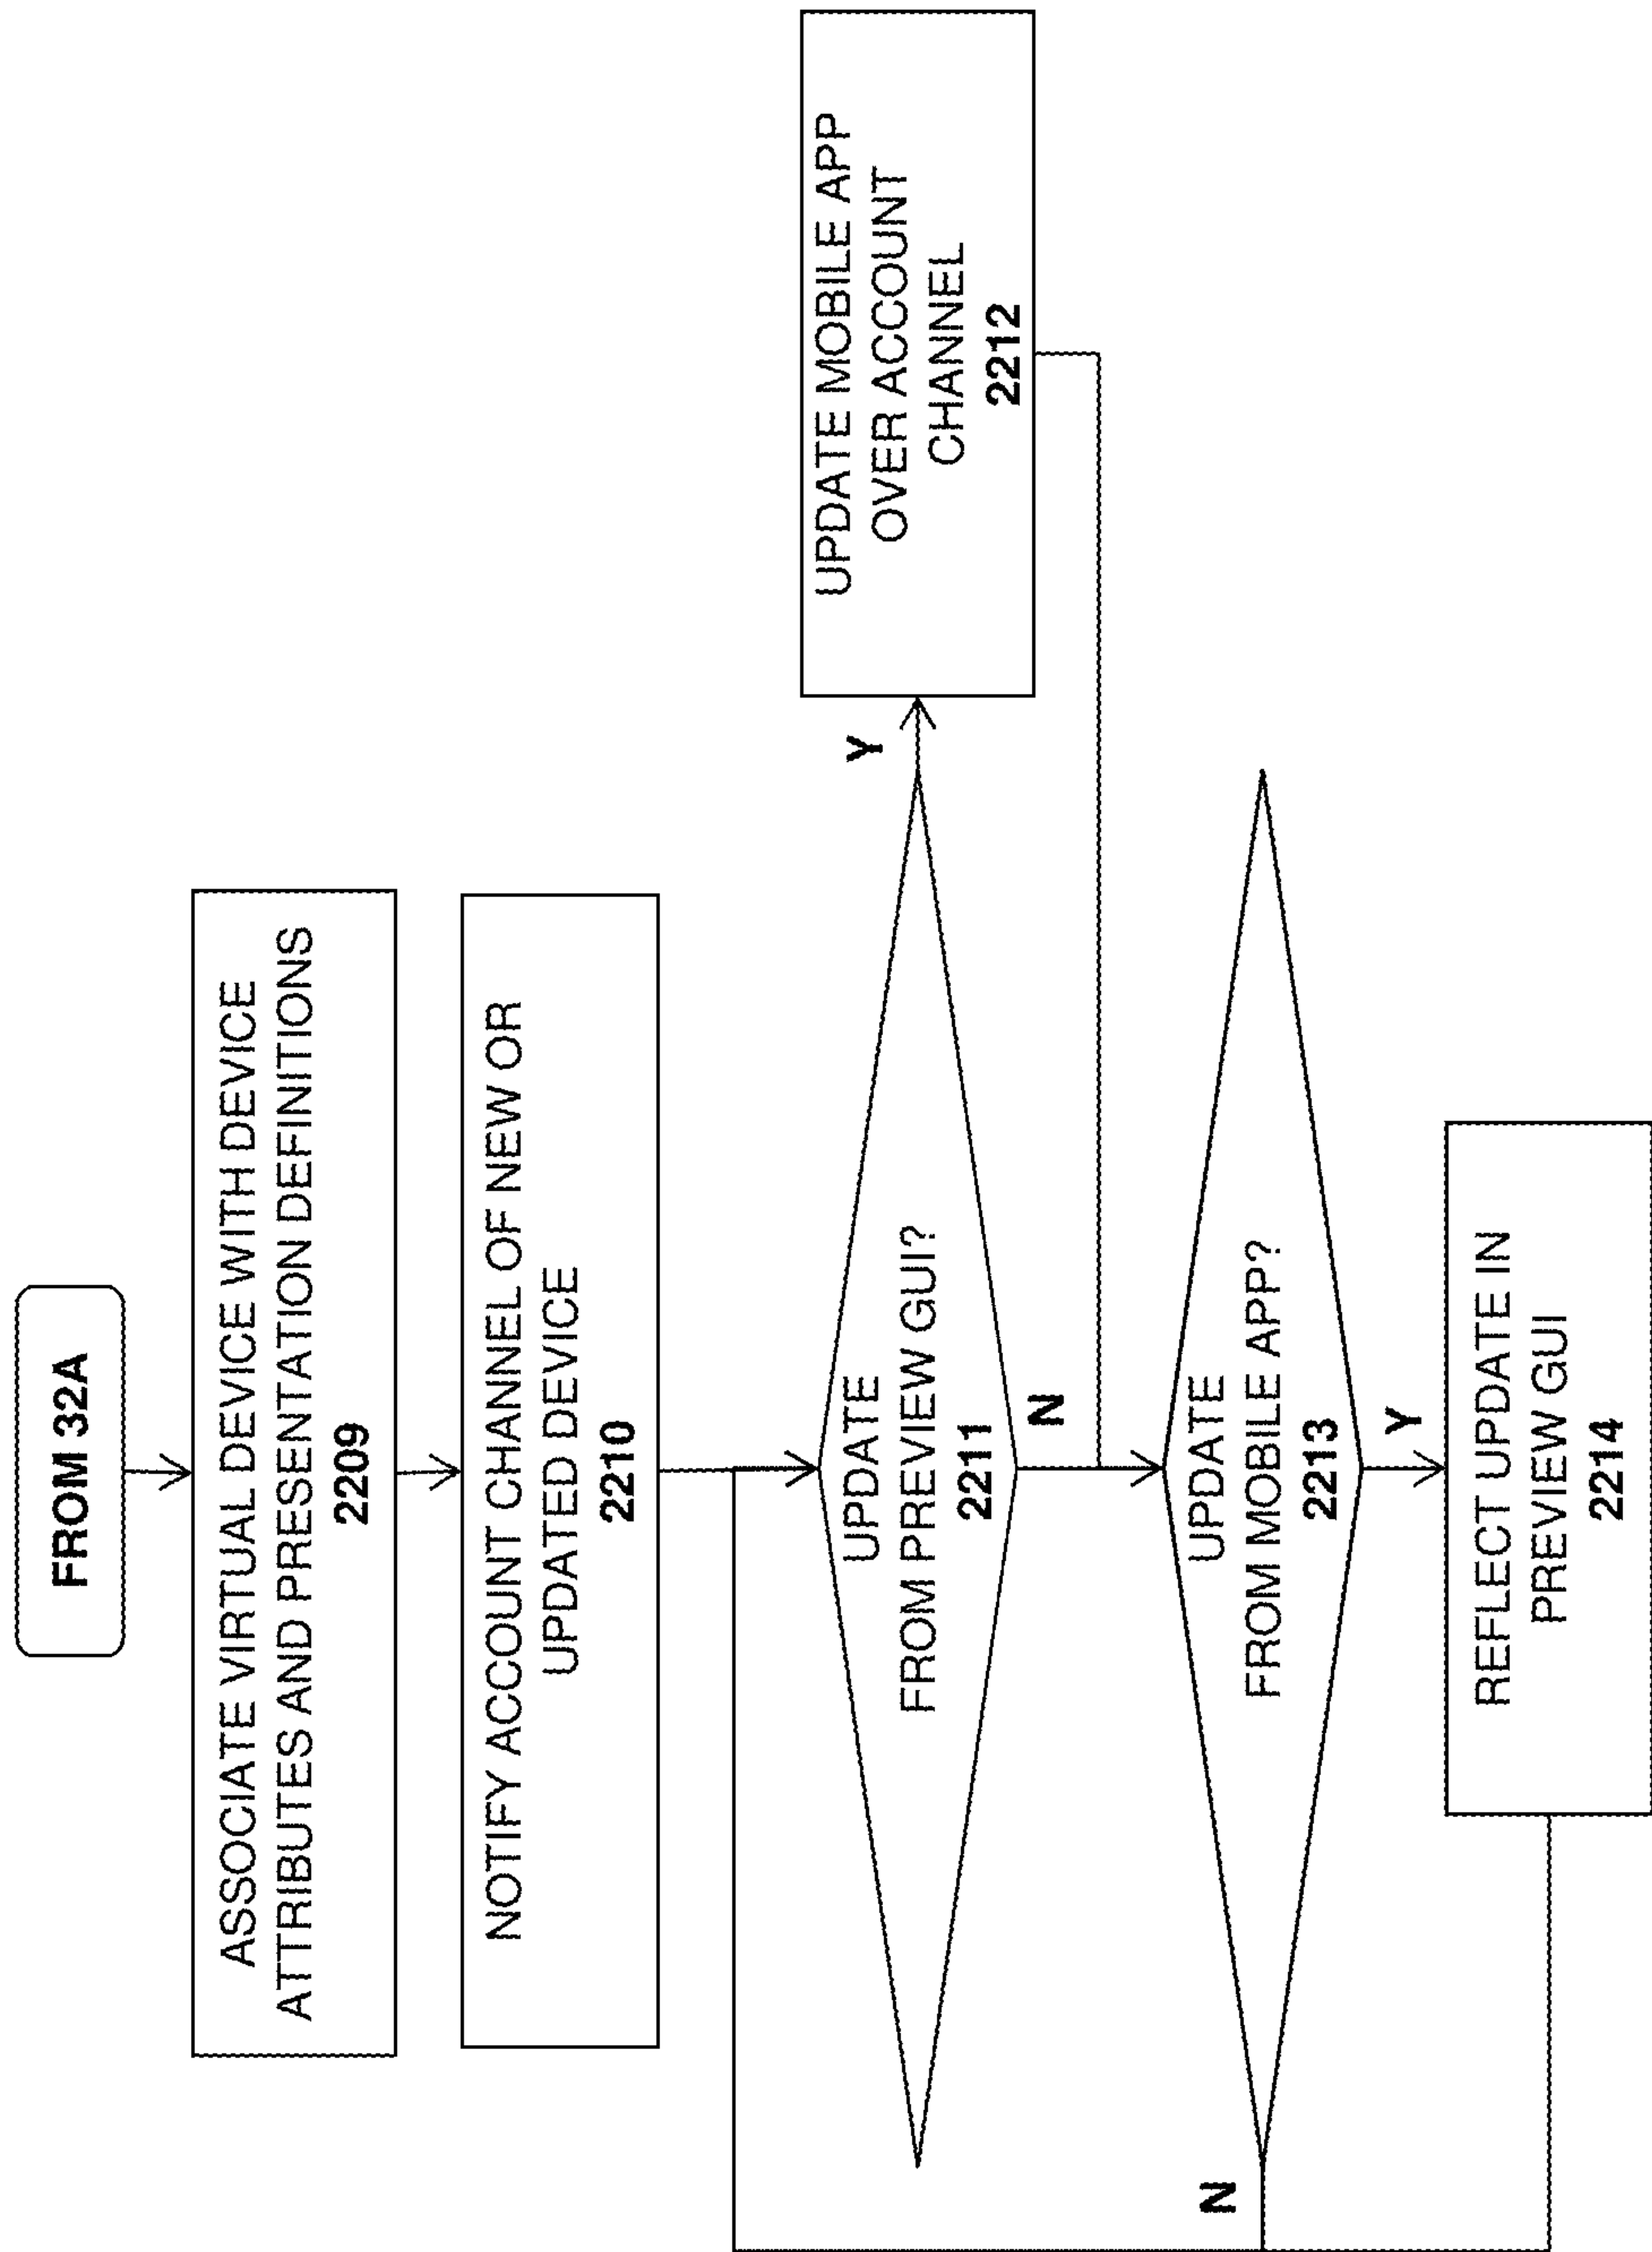 FROM 32A
ASSOCIATE VIRTUAL DEVICE WITH DEVICE
ATTRIBUTES AND PRESENTATION DEFINITIONS
2209
NOTIFY ACCOUNT CHANNEL OF NEW OR
UPDATED DEVICE
2210
UPDATE
FROM PREVIEW GUI?
2211
Y
UPDATE MOBILE APP
OVER ACCOUNT
CHANNEL
2212
N
UPDATE
FROM MOBILE APP?
2213
N
Y
REFLECT UPDATE IN
PREVIEW GUI
2214